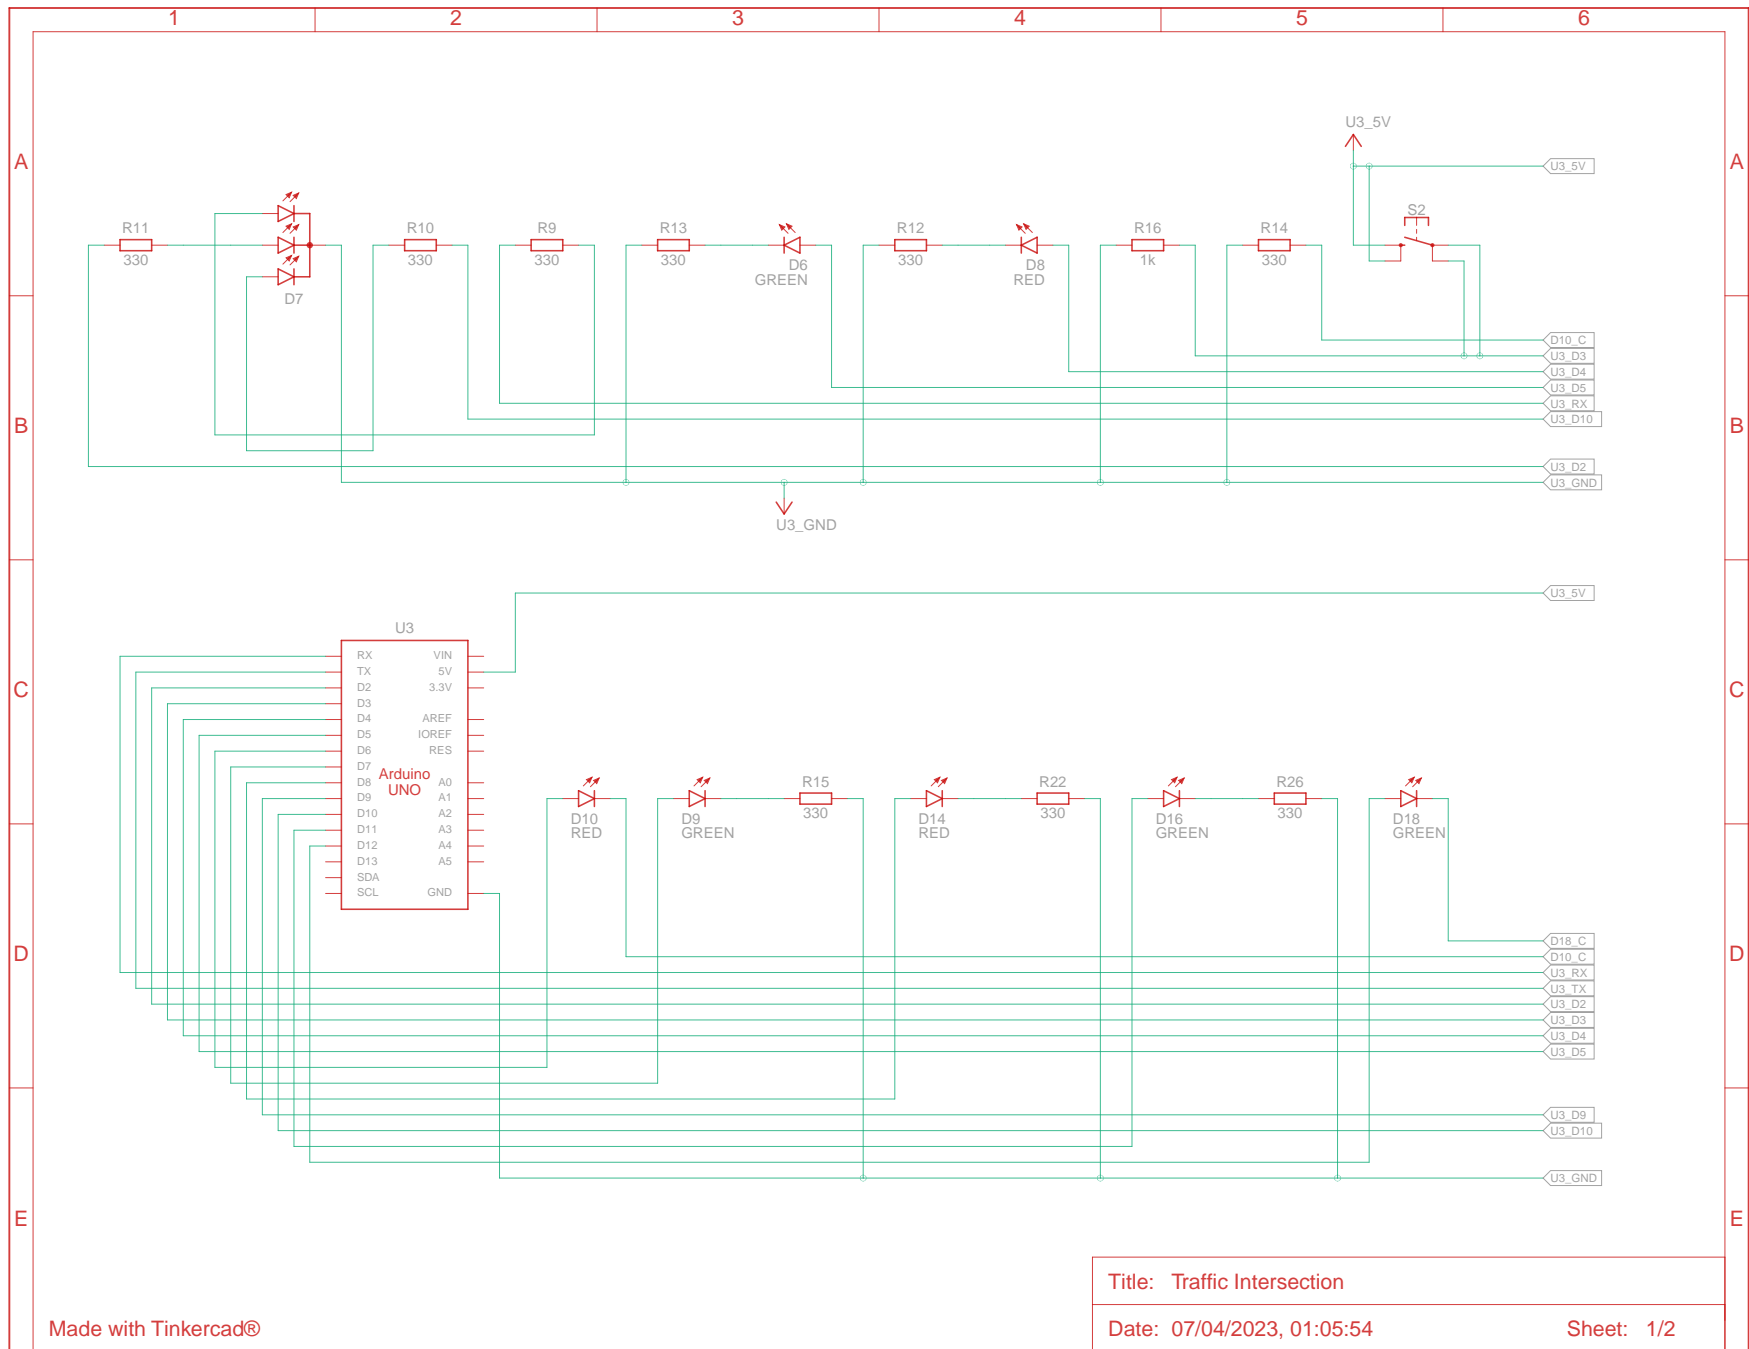 1 2 3 4 5 6
A A
U3_5V
U3_5V
S2
R11 R10 R9 R13 R12 R16 R14
330 330 330 330 330 1k 330
D6 D8
GREEN RED
D7
D10_C
U3_D3
U3_D4
U3_D5
U3_RX
U3_D10
B B
U3_D2
U3_GND
U3_GND
U3_5V
U3
RX VIN
TX 5V
D2 3.3V
D3
D4 AREF
D5 IOREF
D6 RES
D7
D8 A0
D9 A1
D10 A2
D11 A3
D12 A4
D13 A5
SDA
SCL GND
Arduino
UNO
C C
R15 R22 R26
330 330 330
D10 D9 D14 D16 D18
RED GREEN RED GREEN GREEN
D18_C
D10_C
U3_RX
U3_TX
U3_D2
U3_D3
U3_D4
U3_D5
D D
U3_D9
U3_D10
U3_GND
E E
Title: Traffic Intersection
Made with Tinkercad®
Date: 07/04/2023, 01:05:54 Sheet: 1/2